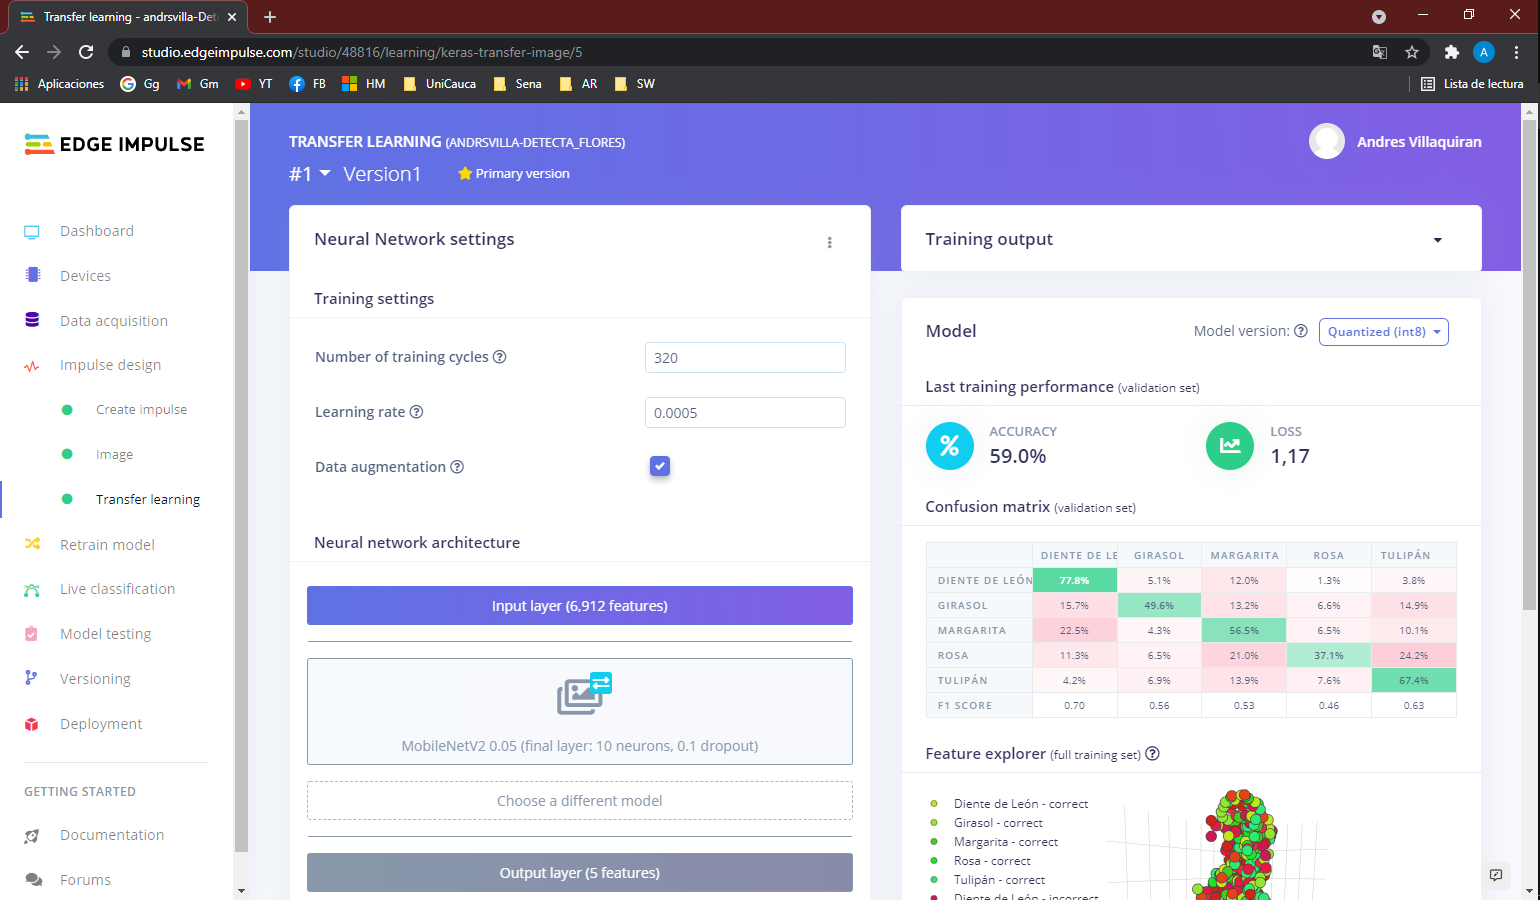 Transfer learning - andrsvilla-Det
studio.edgeimpulse.com/studio/48816/learning/keras-transfer-image/5
A
Aplicaciones Gg Gm YT FB HM UniCauca Sena AR SW Lista de lectura
EDGE IMPULSE
Dashboard
Devices
Data acquisition
Impulse design
Create impulse
Image
Transfer learning
Retrain model
Live classification
Model testing
Versioning
Deployment
GETTING STARTED
Documentation
Forums
TRANSFER LEARNING (ANDRSVILLA-DETECTA_FLORES)
#1 Version1 Primary version
Andres Villaquiran
Neural Network settings
Training settings
Number of training cycles 320
Learning rate 0.0005
Data augmentation
Neural network architecture
Input layer (6,912 features)
MobileNetV2 0.05 (final layer: 10 neurons, 0.1 dropout)
Choose a different model
Output layer (5 features)
Training output
Model
Model version: Quantized (int8)
Last training performance (validation set)
% ACCURACY
59.0%
LOSS
1,17
Confusion matrix (validation set)
DIENTE DE LE GIRASOL MARGARITA ROSA TULIPÁN
DIENTE DE LEÓN 77.8% 5.1% 12.0% 1.3% 3.8%
GIRASOL 15.7% 49.6% 13.2% 6.6% 14.9%
MARGARITA 22.5% 4.3% 56.5% 6.5% 10.1%
ROSA 11.3% 6.5% 21.0% 37.1% 24.2%
TULIPÁN 4.2% 6.9% 13.9% 7.6% 67.4%
F1 SCORE 0.70 0.56 0.53 0.46 0.63
Feature explorer (full training set)
Diente de León - correct
Girasol - correct
Margarita - correct
Rosa - correct
Tulipán - correct
Diente de León - incorrect